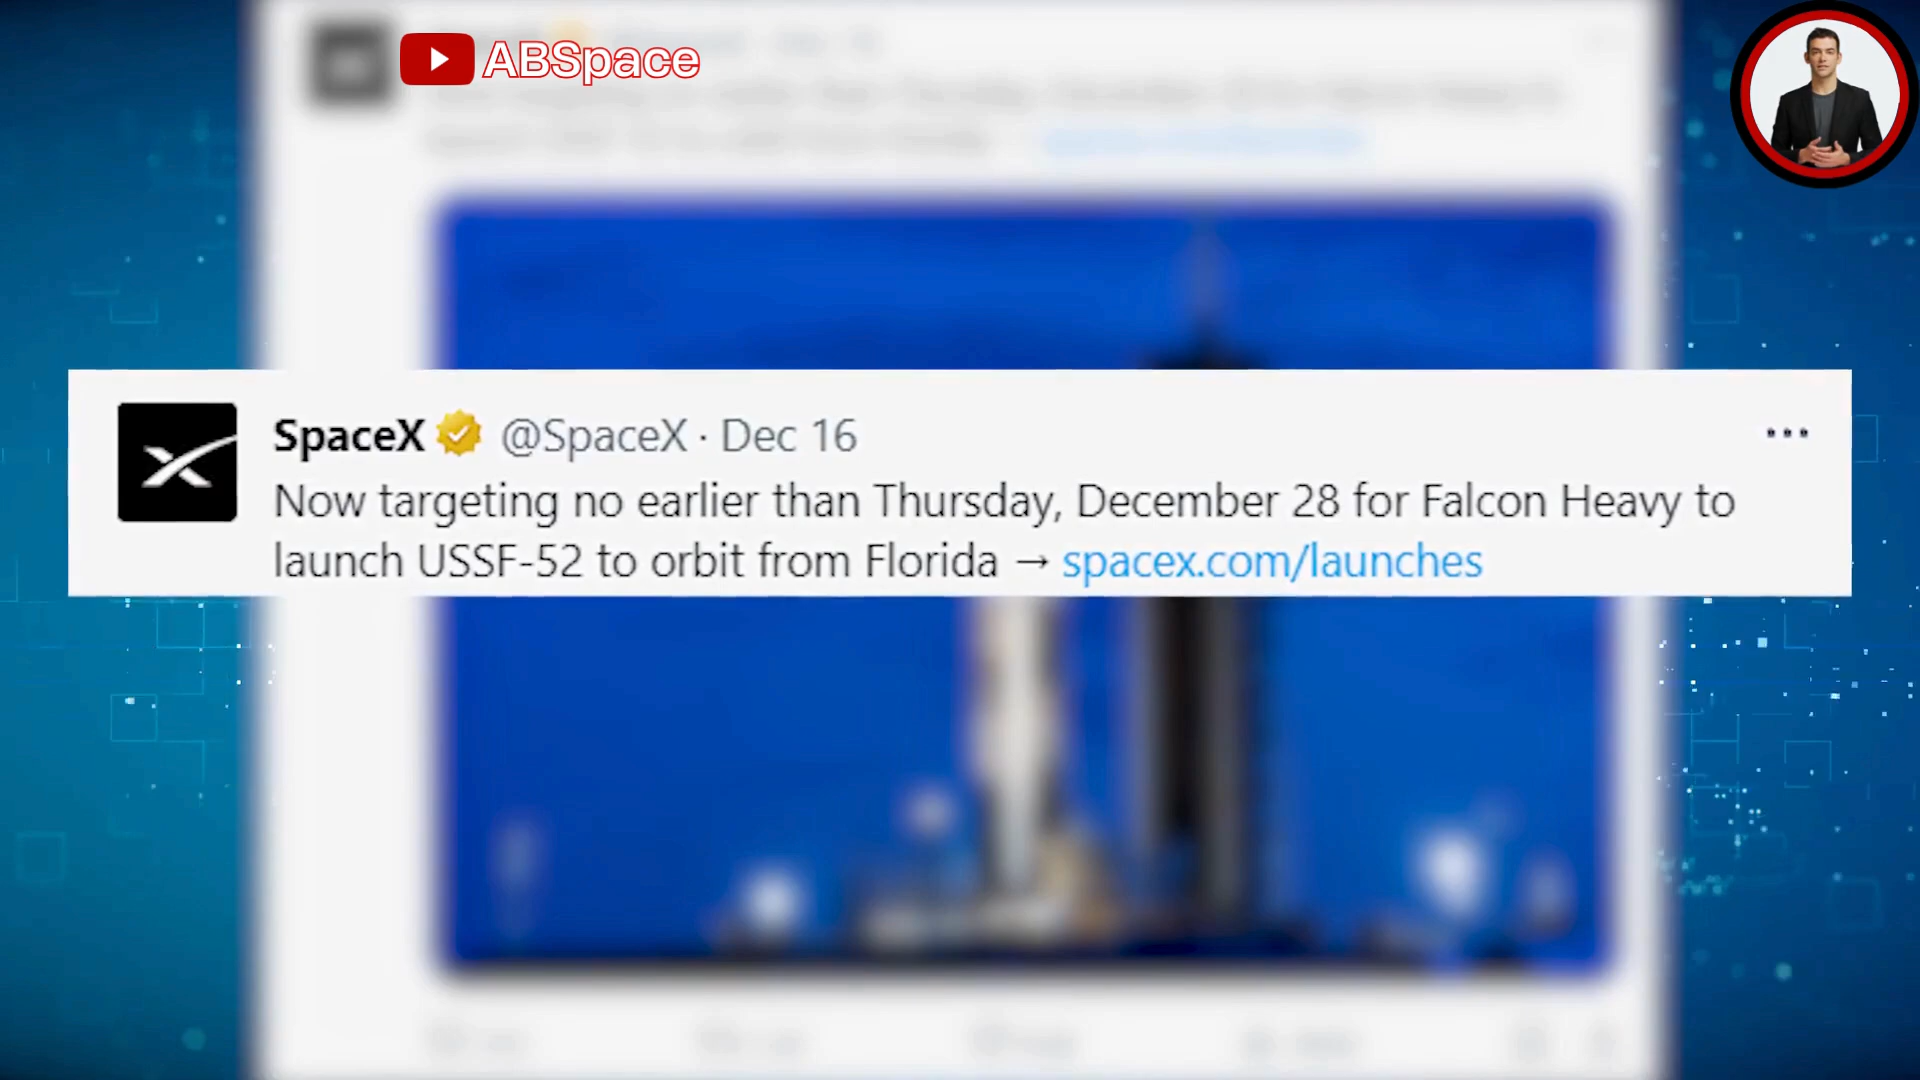 ABSpace
SpaceX @SpaceX · Dec 16
Now targeting no earlier than Thursday, December 28 for Falcon Heavy to
launch USSF-52 to orbit from Florida → spacex.com/launches